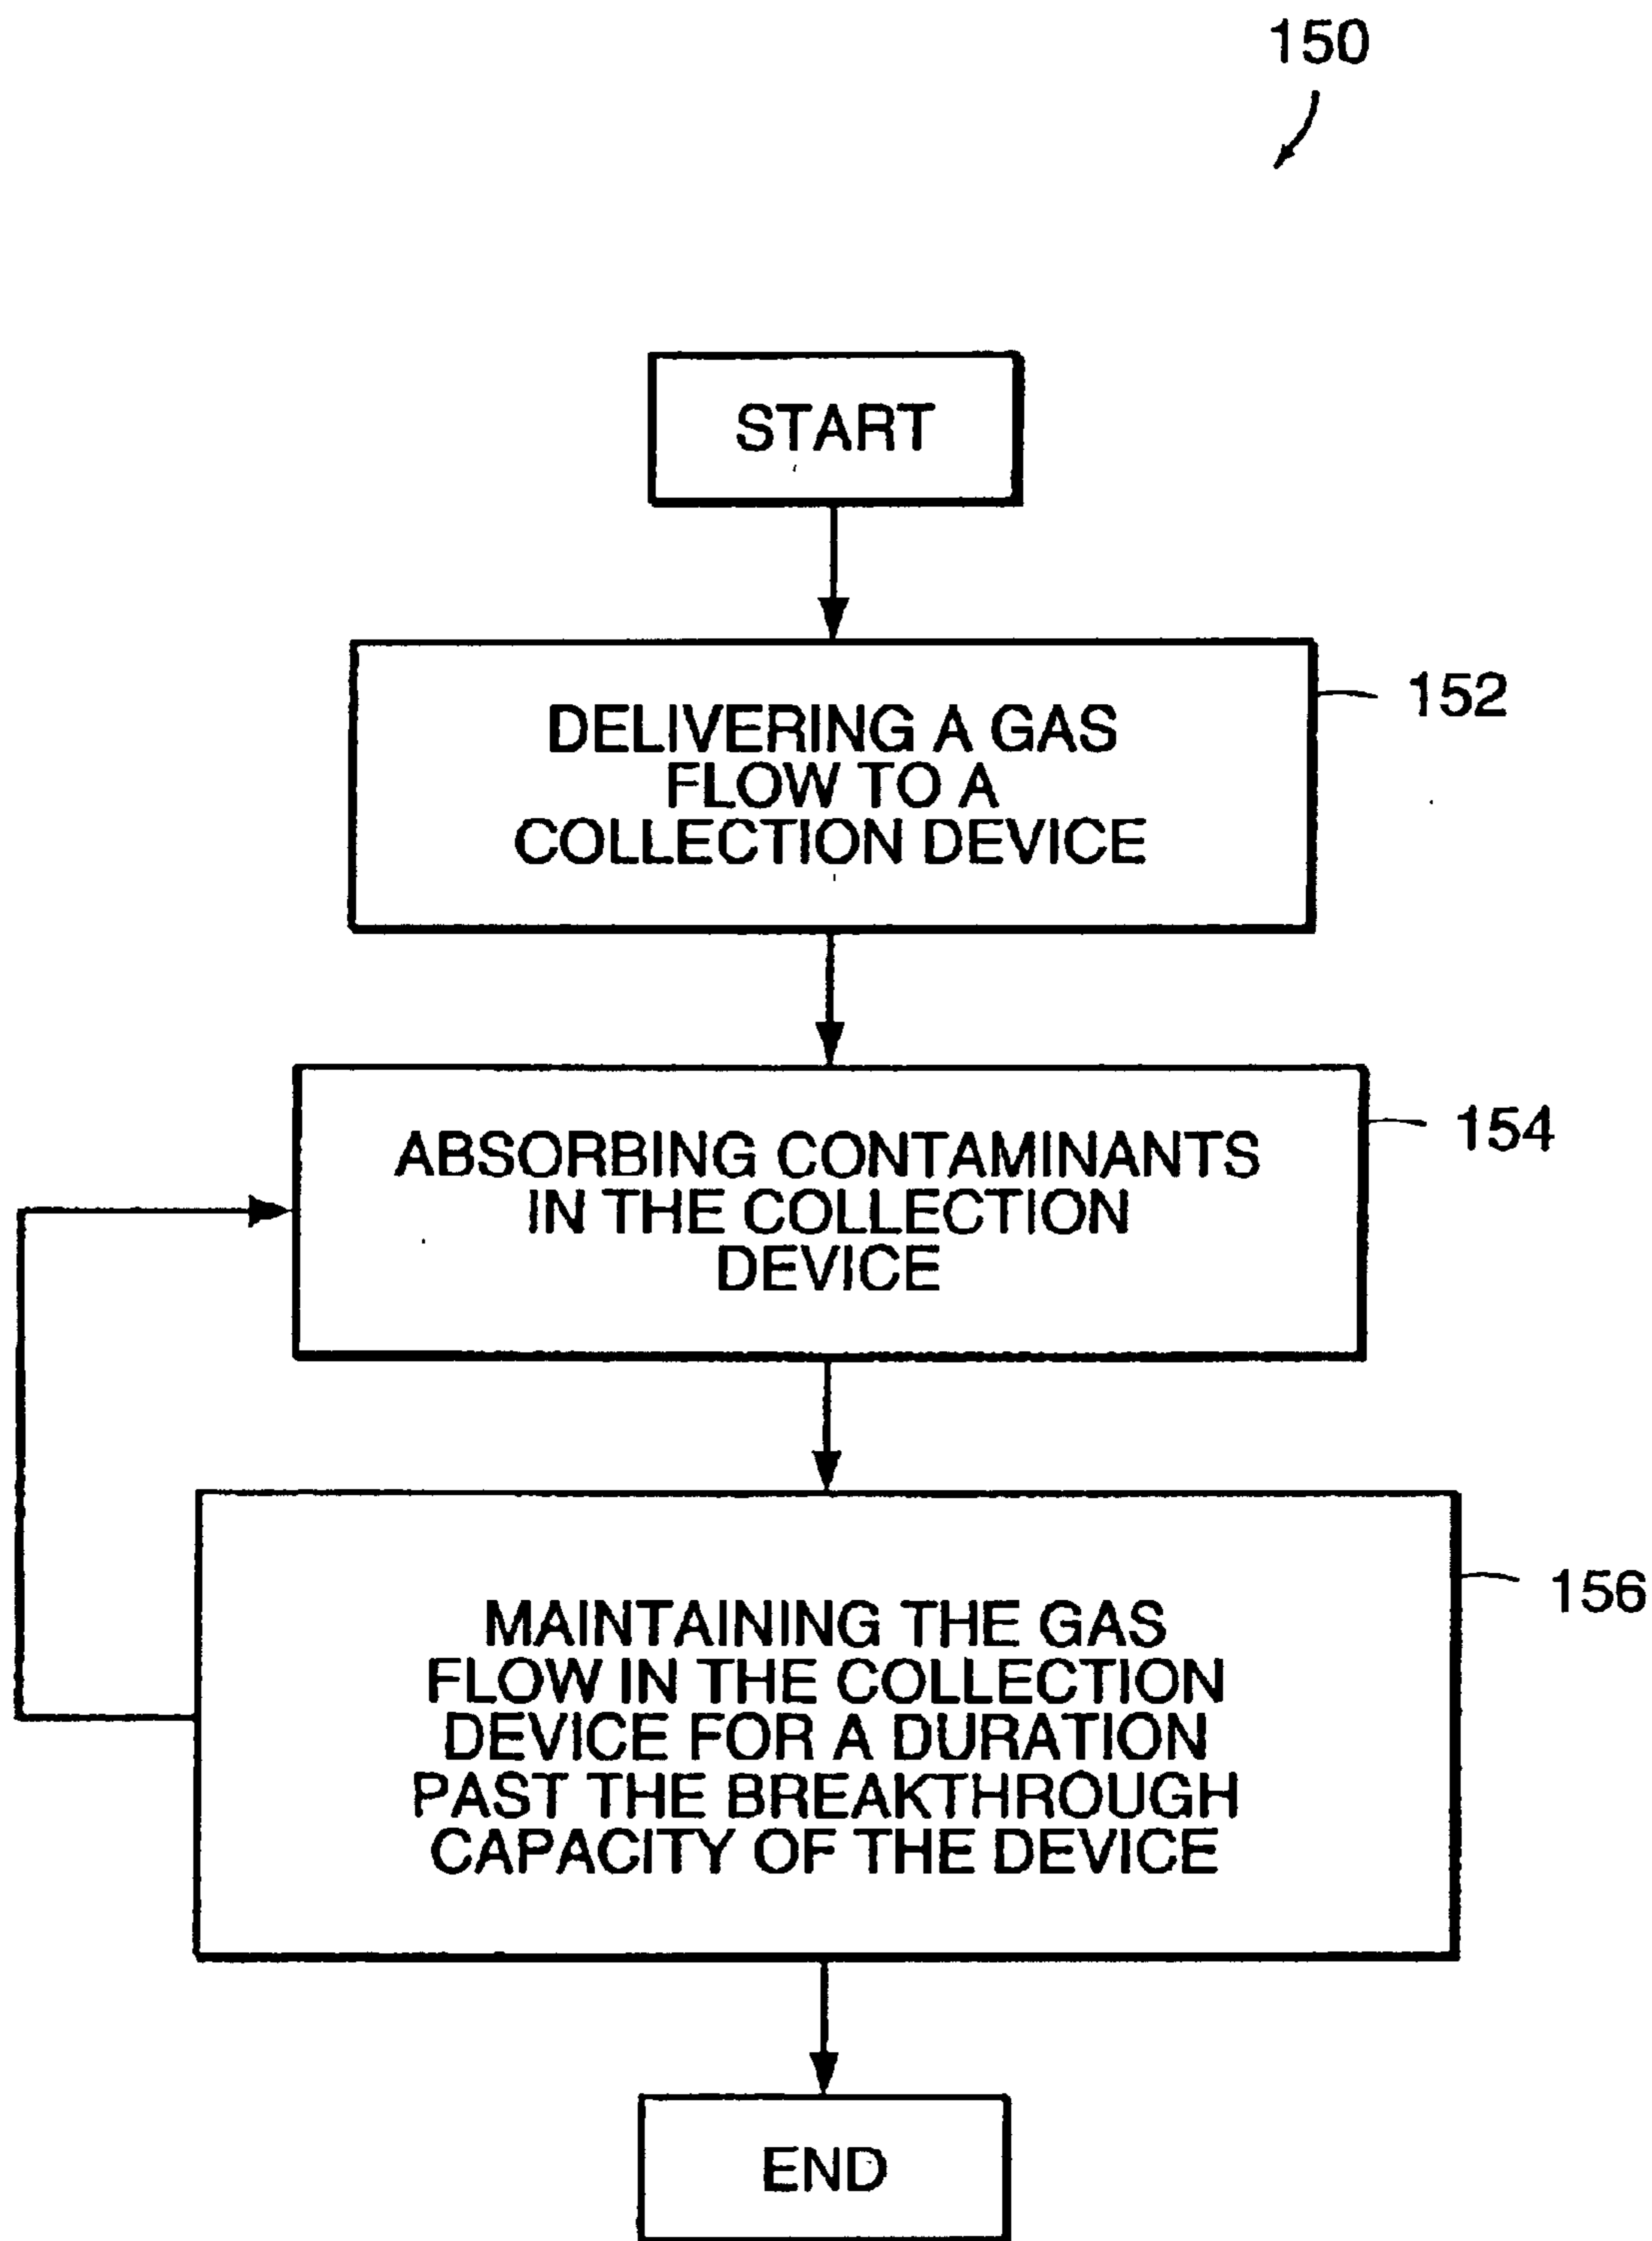 150
START
DELIVERING A GAS
FLOW TO A
COLLECTION DEVICE
152
ABSORBING CONTAMINANTS
IN THE COLLECTION
DEVICE
154
MAINTAINING THE GAS
FLOW IN THE COLLECTION
DEVICE FOR A DURATION
PAST THE BREAKTHROUGH
CAPACITY OF THE DEVICE
156
END